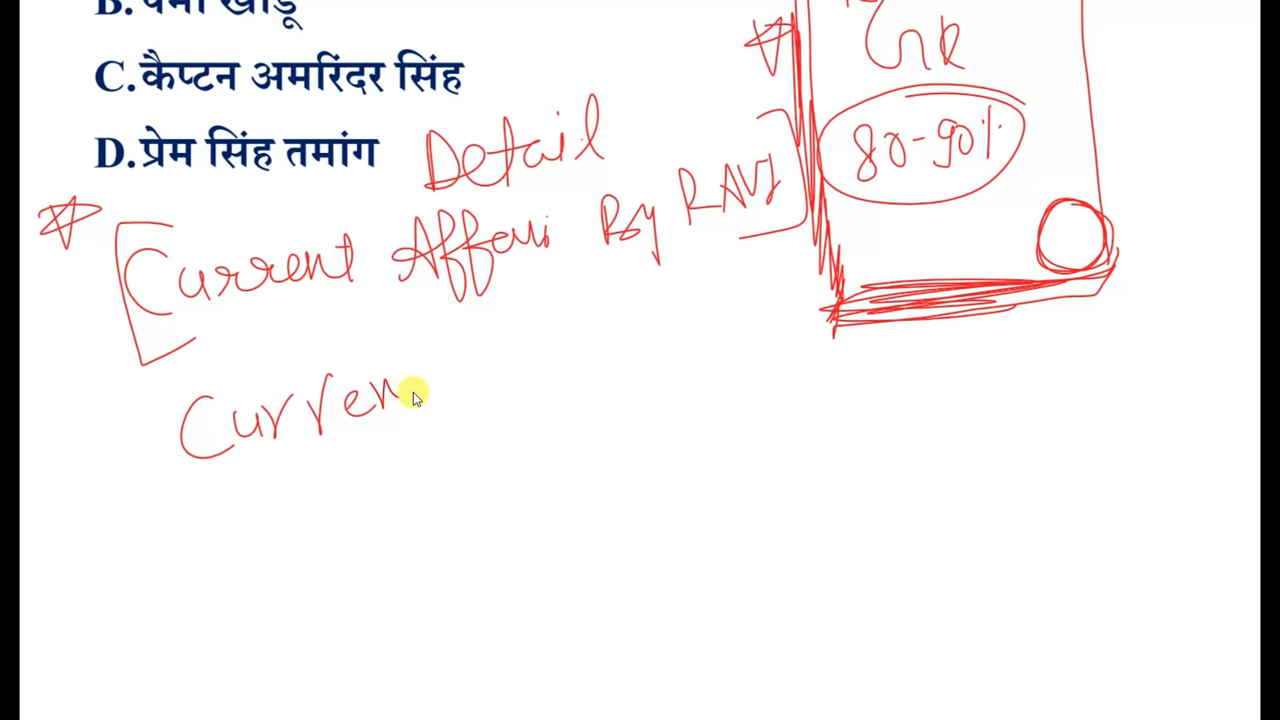 C. कैप्टन अमरिंदर सिंह
GK
D. प्रेम सिंह तमांग
Detail
80-90%
Current Affair By RAVI
Curren